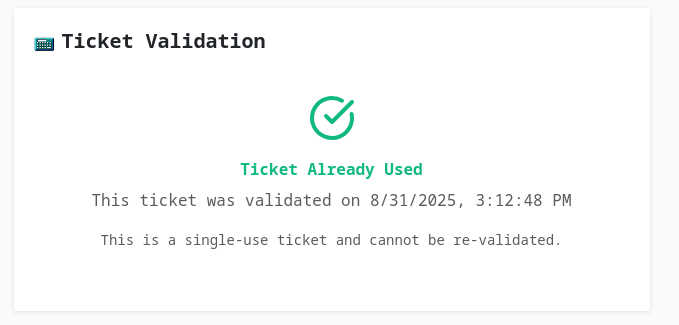 Ticket Validation
Ticket Already Used
This ticket was validated on 8/31/2025, 3:12:48 PM
This is a single-use ticket and cannot be re-validated.